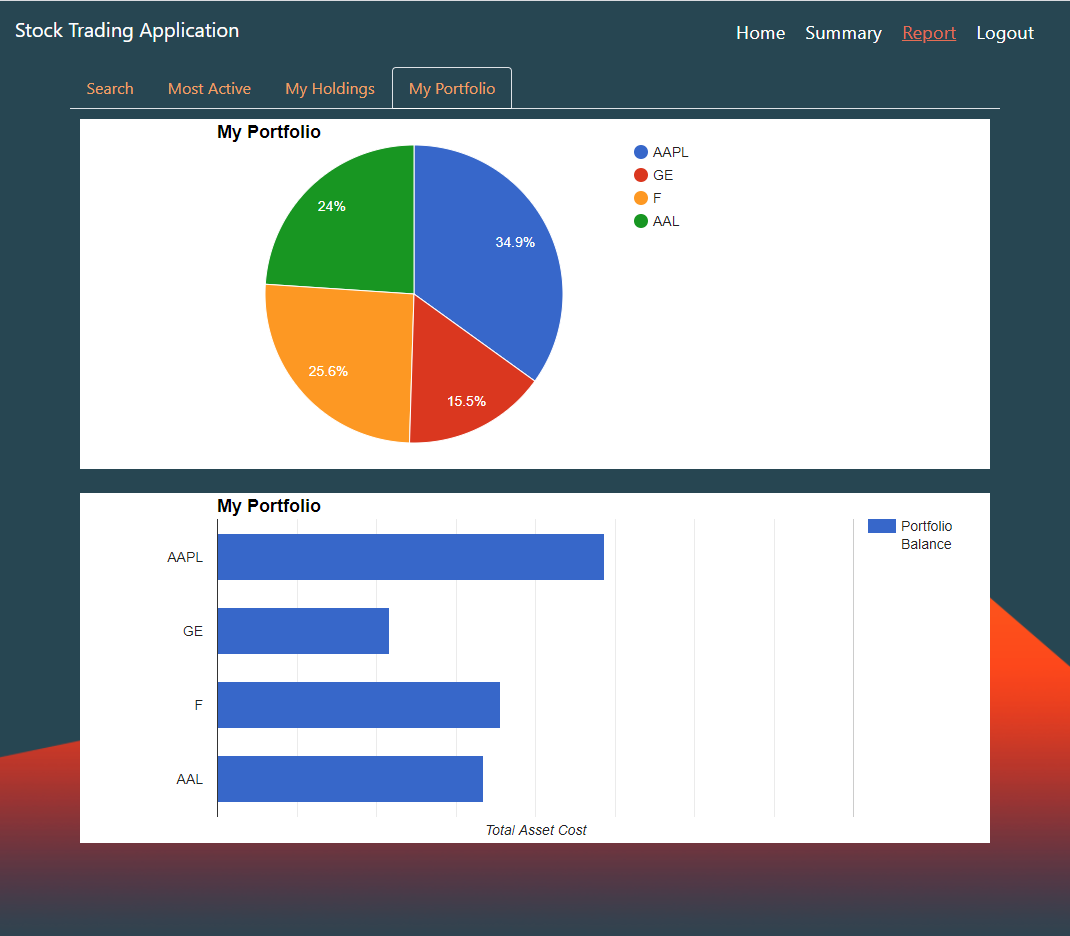 Stock Trading Application
Home Summary Report Logout
Search Most Active My Holdings My Portfolio
My Portfolio
AAPL
GE
F
AAL
24%
34.9%
25.6%
15.5%
My Portfolio
Portfolio
Balance
AAPL
GE
F
AAL
Total Asset Cost